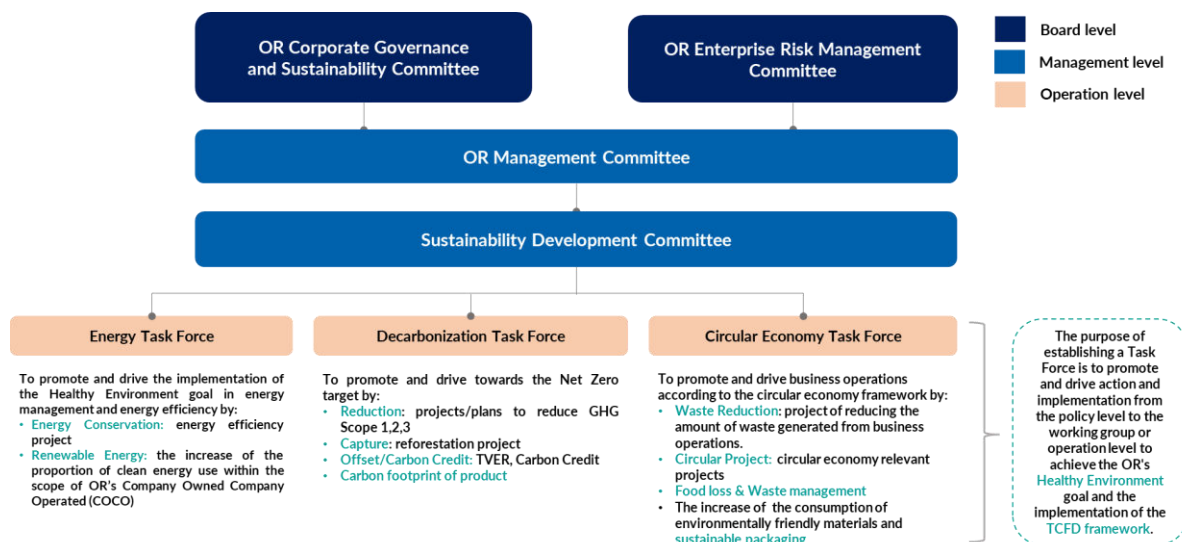 OR Corporate Governance
and Sustainability Committee
OR Enterprise Risk Management
Committee
Board level
Management level
Operation level
OR Management Committee
Sustainability Development Committee
Energy Task Force
To promote and drive the implementation of
the Healthy Environment goal in energy
management and energy efficiency by:
• Energy Conservation: energy efficiency
project
• Renewable Energy: the increase of the
proportion of clean energy use within the
scope of OR's Company Owned Company
Operated (COCO)
Decarbonization Task Force
To promote and drive towards the Net Zero
target by:
• Reduction: projects/plans to reduce GHG
Scope 1,2,3
• Capture: reforestation project
• Offset/Carbon Credit: TVER, Carbon Credit
• Carbon footprint of product
Circular Economy Task Force
To promote and drive business operations
according to the circular economy framework by:
• Waste Reduction: project of reducing the
amount of waste generated from business
operations.
• Circular Project: circular economy relevant
projects
• Food loss & Waste management
• The increase of the consumption of
environmentally friendly materials and
sustainable packaging
The purpose of
establishing a Task
Force is to promote
and drive action and
implementation from
the policy level to the
working group or
operation level to
achieve the OR's
Healthy Environment
goal and the
implementation of the
TCFD framework.